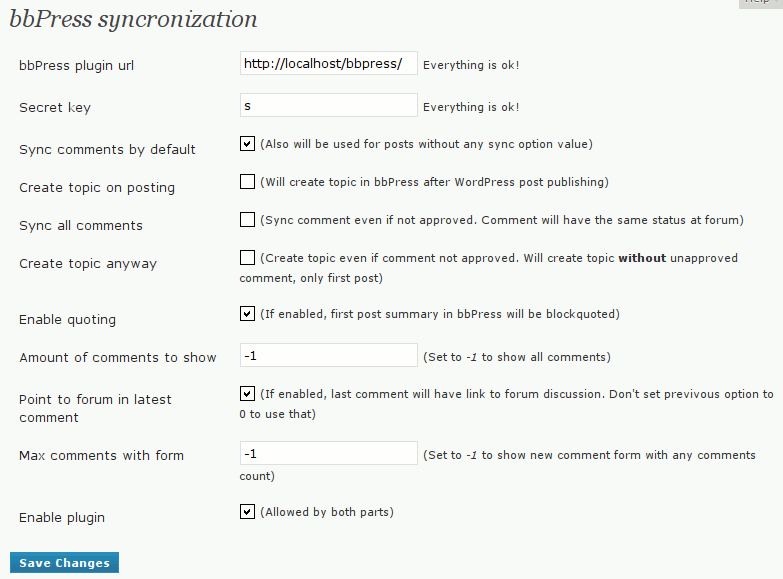 Help
bbPress syncronization
bbPress plugin url http://localhost/bbpress/ Everything is ok!
Secret key s Everything is ok!
Sync comments by default (Also will be used for posts without any sync option value)
Create topic on posting (Will create topic in bbPress after WordPress post publishing)
Sync all comments (Sync comment even if not approved. Comment will have the same status at forum)
Create topic anyway (Create topic even if comment not approved. Will create topic without unapproved
comment, only first post)
Enable quoting (If enabled, first post summary in bbPress will be blockquoted)
Amount of comments to show -1 (Set to -1 to show all comments)
Point to forum in latest (If enabled, last comment will have link to forum discussion. Don't set previvous option to
comment 0 to use that)
Max comments with form -1 (Set to -1 to show new comment form with any comments
count)
Enable plugin (Allowed by both parts)
Save Changes